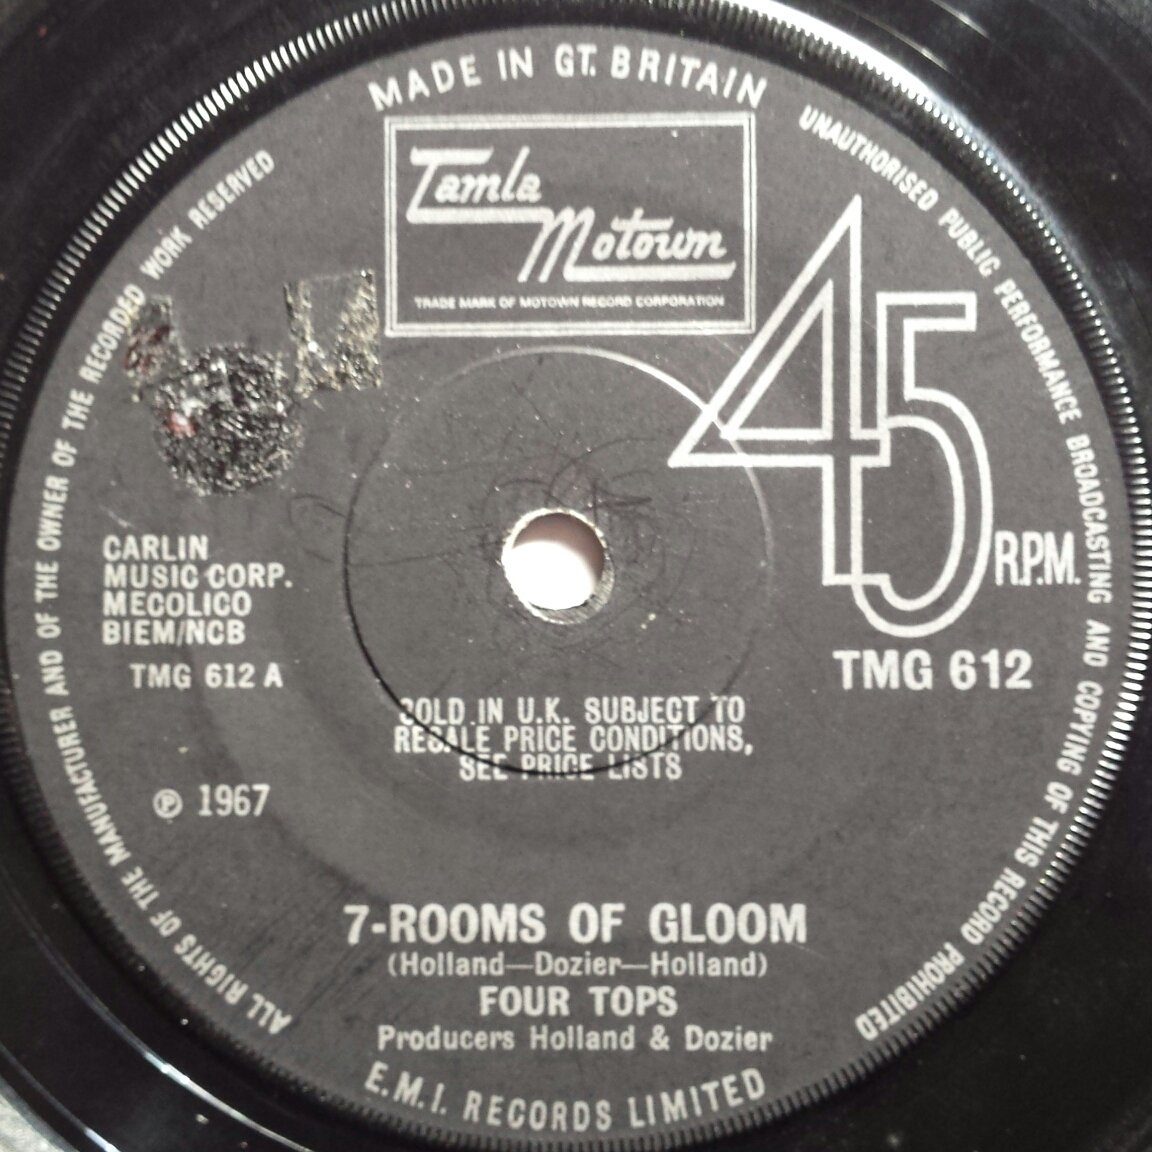 MADE IN GT. BRITAIN
Tamla
Motown
TRADE MARK OF MOTOWN RECORD CORPORATION
45
R.P.M.
TMG 612
CARLIN
MUSIC CORP.
MECOLICO
BIEM/NCB
TMG 612 A
SOLD IN U.K. SUBJECT TO
RESALE PRICE CONDITIONS,
SEE PRICE LISTS
℗ 1967
7-ROOMS OF GLOOM
(Holland—Dozier—Holland)
FOUR TOPS
Producers Holland & Dozier
E.M.I. RECORDS LIMITED
ALL RIGHTS OF THE MANUFACTURER AND OF THE OWNER OF THE RECORDED WORK RESERVED
UNAUTHORISED PUBLIC PERFORMANCE BROADCASTING AND COPYING OF THIS RECORD PROHIBITED